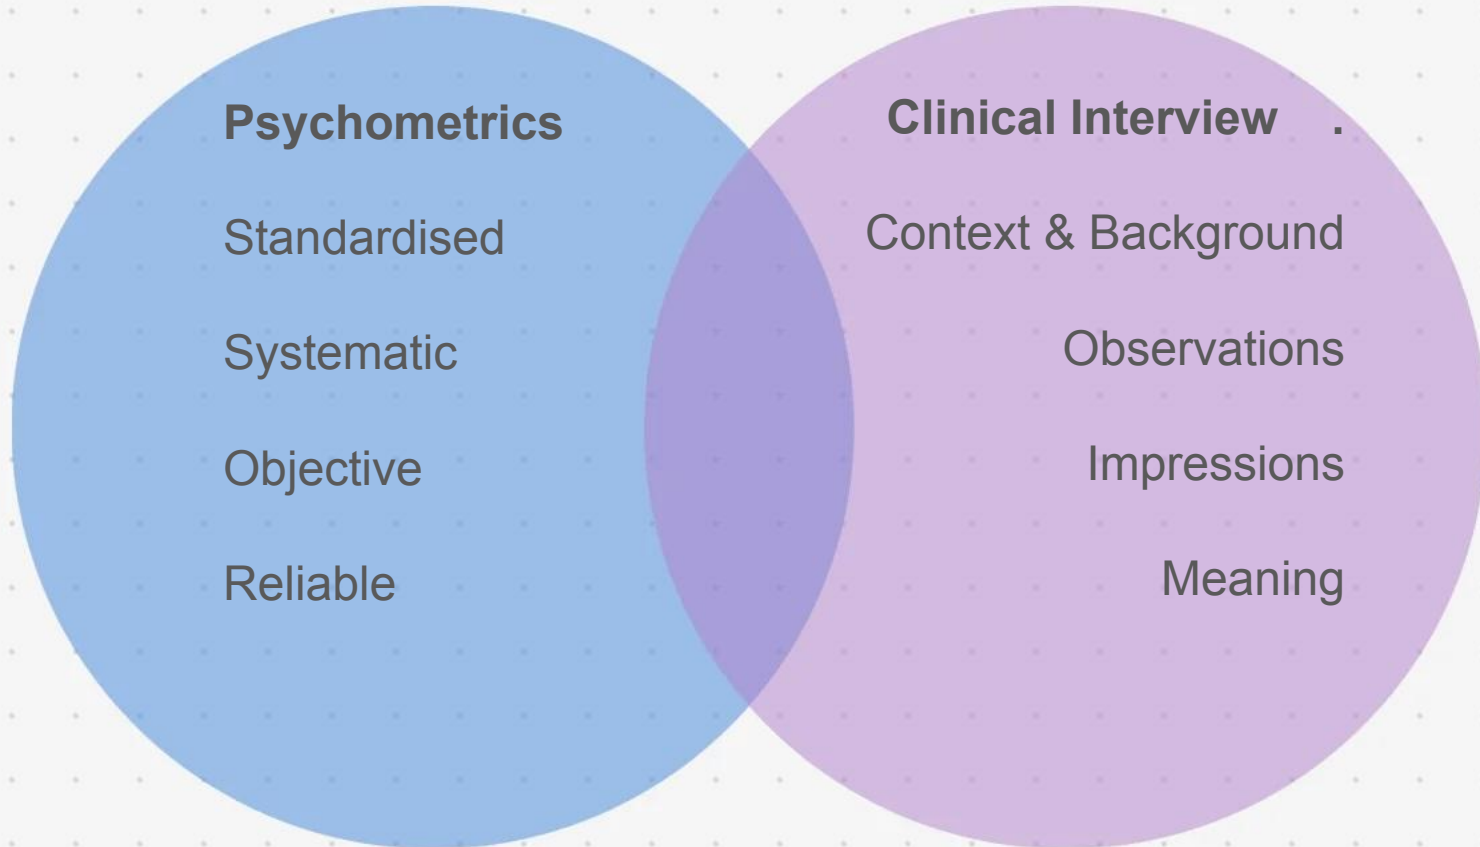 Psychometrics
Standardised
Systematic
Objective
Reliable
Clinical Interview .
Context & Background
Observations
Impressions
Meaning